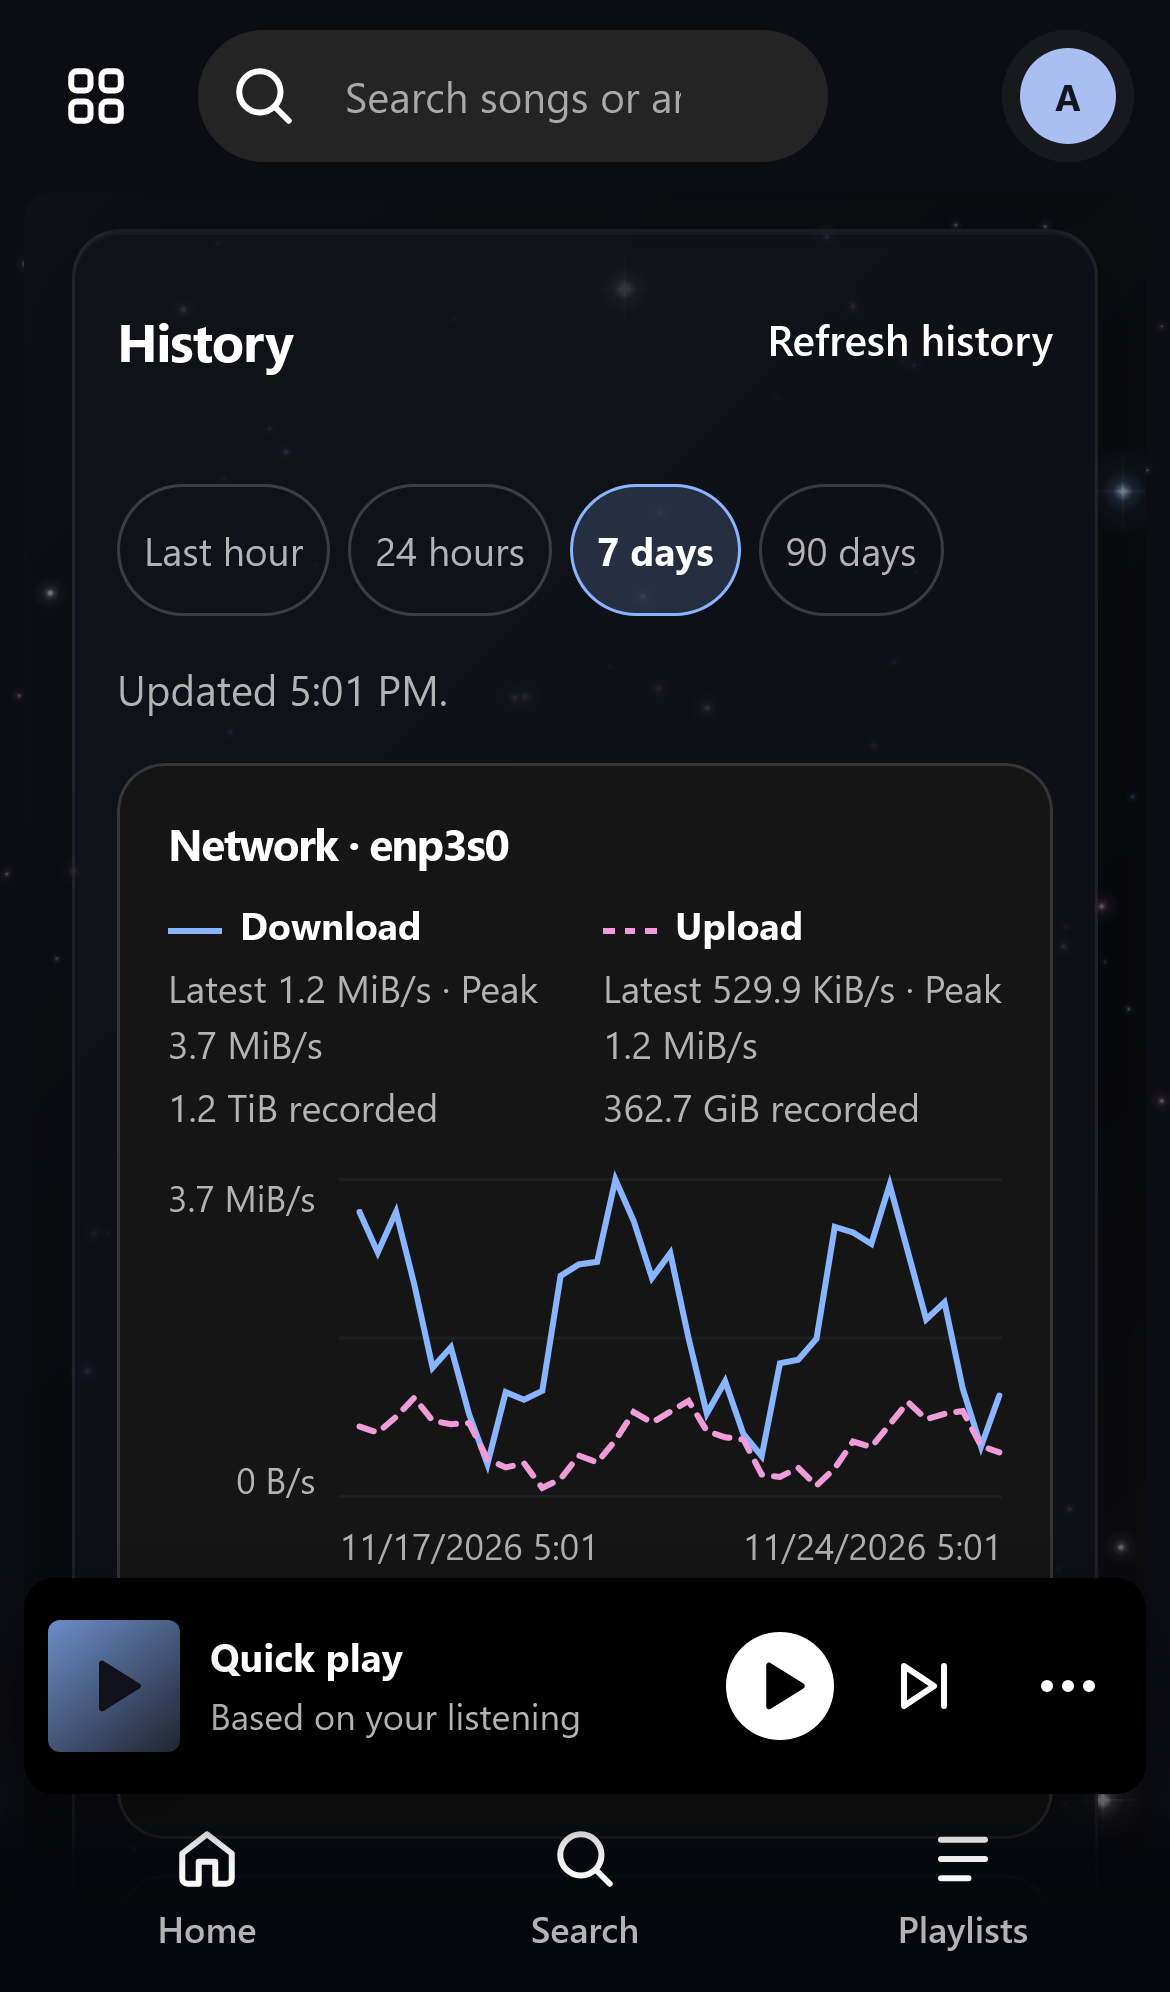 Search songs or ar
A
History
Refresh history
Last hour
24 hours
7 days
90 days
Updated 5:01 PM.
Network · enp3s0
Download
Latest 1.2 MiB/s · Peak
3.7 MiB/s
1.2 TiB recorded
Upload
Latest 529.9 KiB/s · Peak
1.2 MiB/s
362.7 GiB recorded
3.7 MiB/s
0 B/s
11/17/2026 5:01
11/24/2026 5:01
Quick play
Based on your listening
Home
Search
Playlists